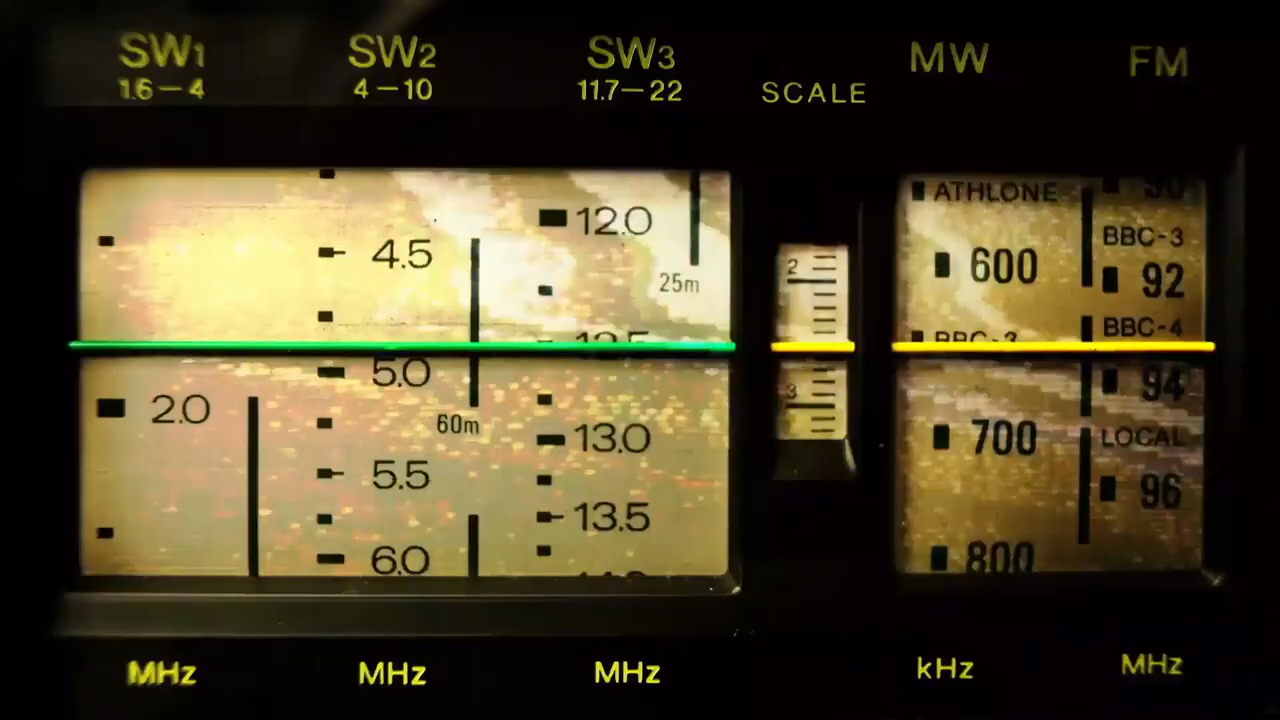 SW1 SW2 SW3 MW FM
1.6-4 4-10 11.7-22 SCALE
ATHLONE
12.0
BBC-3
4.5
600
2
92
25m
BBC-4
BBC-3
12.5
5.0
94
3
2.0
60m
13.0
700
LOCAL
5.5
96
13.5
6.0
800
MHz MHz MHz kHz MHz